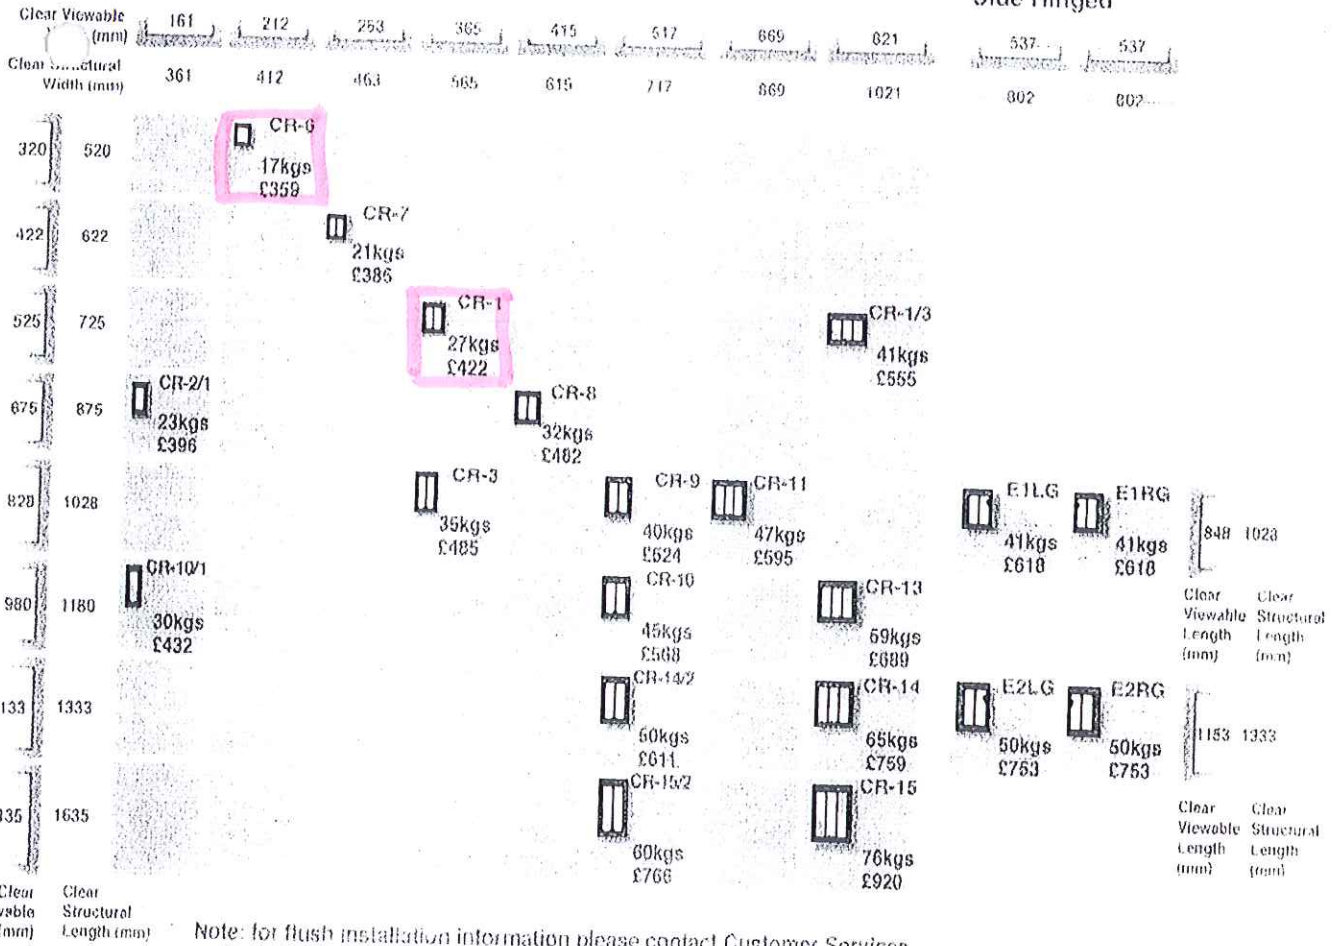 Side Hinged
Clear Viewable
(mm)
161 212 263 365 415 517 669 821 537 537
Clear Structural
Width (mm)
361 412 463 565 615 717 869 1021 802 802
320 520
CR-6
17kgs
£359
422 622
CR-7
21kgs
£386
525 725
CR-1
27kgs
£422
CR-1/3
41kgs
£555
675 875
CR-2/1
23kgs
£396
CR-8
32kgs
£482
828 1028
CR-3
35kgs
£485
CR-9
40kgs
£524
CR-11
47kgs
£595
E1LG
41kgs
£618
E1RG
41kgs
£618
848 1023
Clear Clear
Viewable Structural
Length Length
(mm) (mm)
980 1180
CR-10/1
30kgs
£432
CR-10
45kgs
£568
CR-13
59kgs
£689
133 1333
CR-14/2
50kgs
£611
CR-14
65kgs
£759
E2LG
50kgs
£753
E2RG
50kgs
£753
1153 1333
Clear Clear
Viewable Structural
Length Length
(mm) (mm)
35 1635
CR-15/2
60kgs
£766
CR-15
76kgs
£920
Clear Clear
wable Structural
(mm) Length (mm)
Note: for flush installation information please contact Customer Services